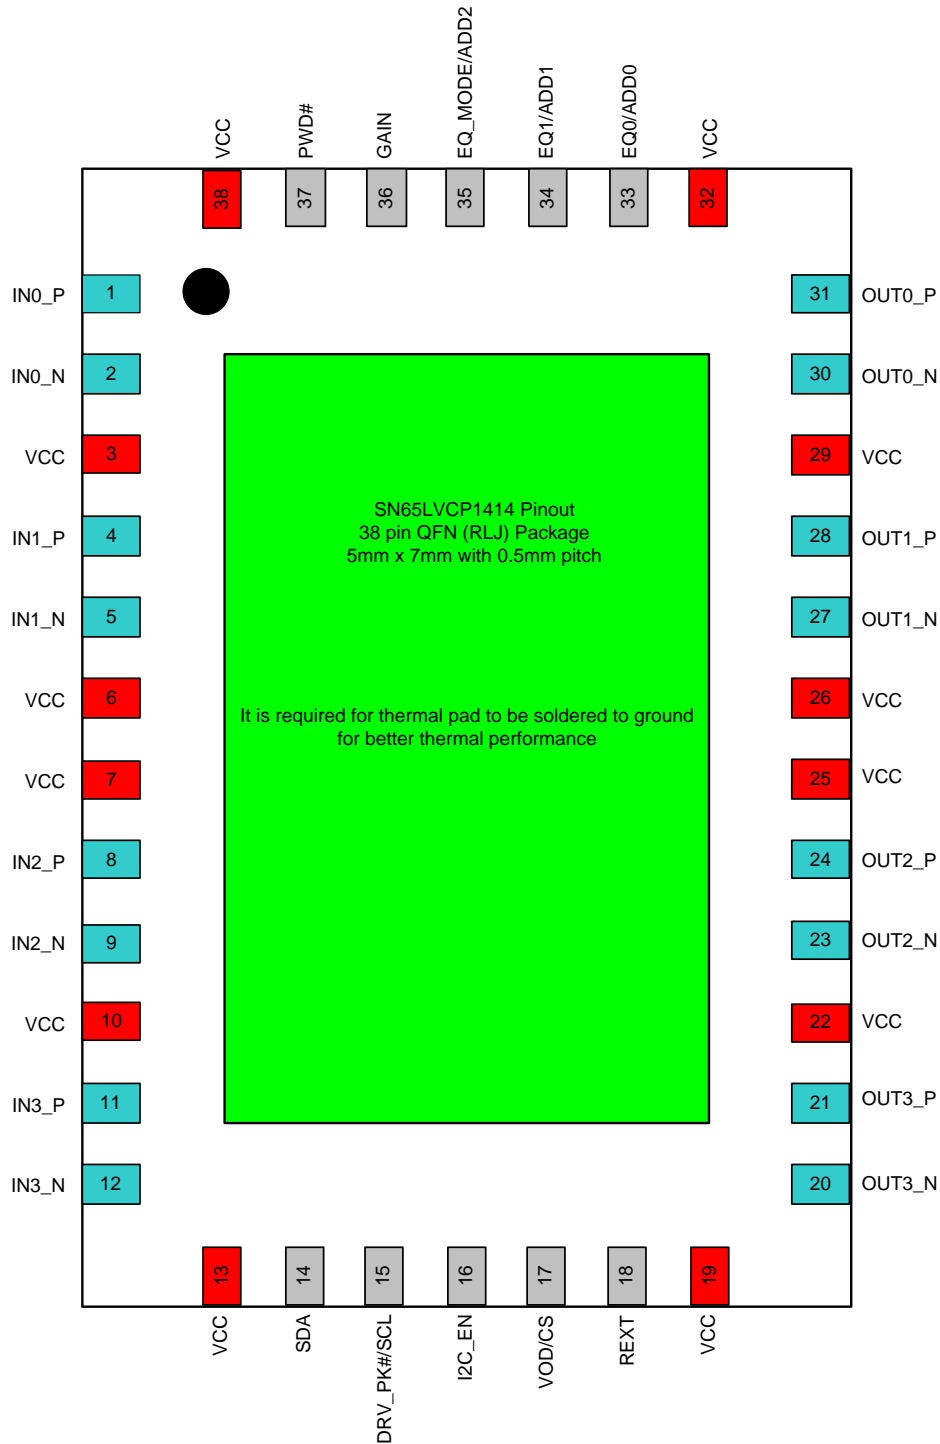 VCC
PWD#
GAIN
EQ_MODE/ADD2
EQ1/ADD1
EQ0/ADD0
VCC
38
37
36
35
34
33
32
IN0_P 1
31 OUT0_P
IN0_N 2
30 OUT0_N
VCC 3
29 VCC
SN65LVCP1414 Pinout
38 pin QFN (RLJ) Package
5mm x 7mm with 0.5mm pitch
IN1_P 4
28 OUT1_P
IN1_N 5
27 OUT1_N
VCC 6
26 VCC
It is required for thermal pad to be soldered to ground
for better thermal performance
VCC 7
25 VCC
IN2_P 8
24 OUT2_P
IN2_N 9
23 OUT2_N
VCC 10
22 VCC
IN3_P 11
21 OUT3_P
IN3_N 12
20 OUT3_N
13
14
15
16
17
18
19
VCC
SDA
DRV_PK#/SCL
I2C_EN
VOD/CS
REXT
VCC